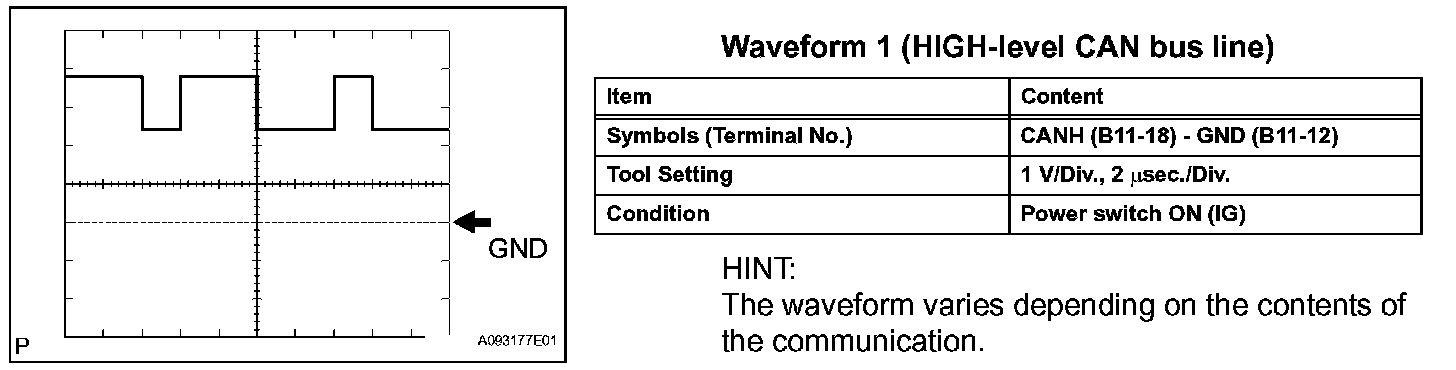 GND
P
A093177E01
Waveform 1 (HIGH-level CAN bus line)
Item Content
Symbols (Terminal No.) CANH (B11-18) - GND (B11-12)
Tool Setting 1 V/Div., 2 μsec./Div.
Condition Power switch ON (IG)
HINT:
The waveform varies depending on the contents of
the communication.